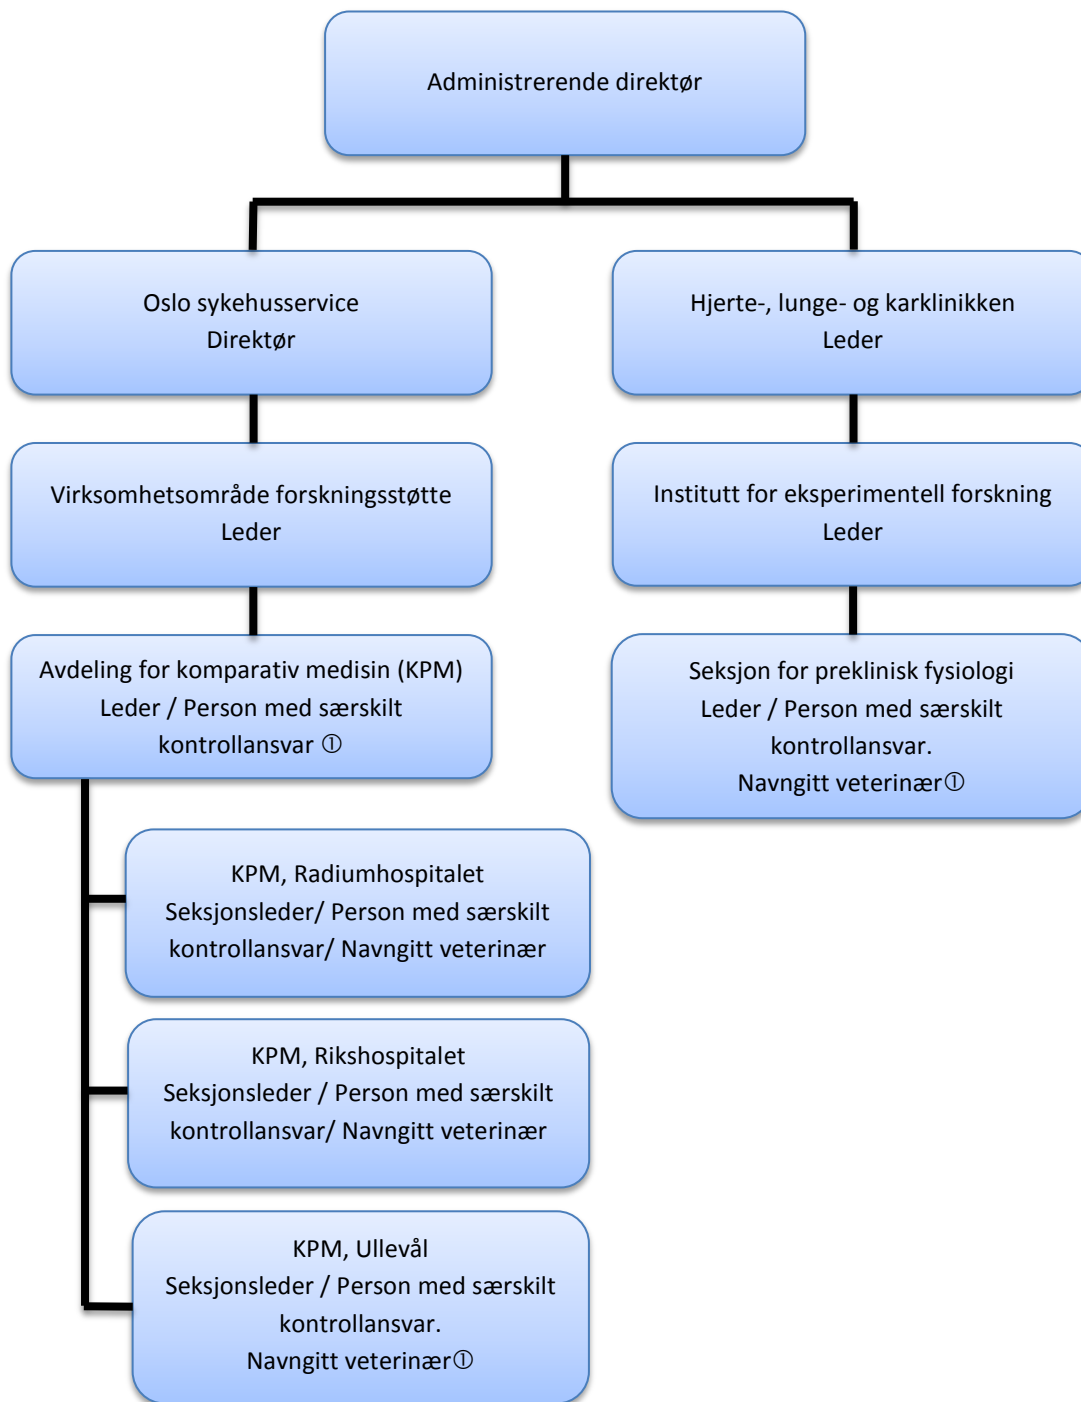 Administrerende direktør
Oslo sykehusservice
Direktør
Hjerte-, lunge- og karklinikken
Leder
Virksomhetsområde forskningsstøtte
Leder
Institutt for eksperimentell forskning
Leder
Avdeling for komparativ medisin (KPM)
Leder / Person med særskilt
kontrollansvar ①
Seksjon for preklinisk fysiologi
Leder / Person med særskilt
kontrollansvar.
Navngitt veterinær①
KPM, Radiumhospitalet
Seksjonsleder/ Person med særskilt
kontrollansvar/ Navngitt veterinær
KPM, Rikshospitalet
Seksjonsleder / Person med særskilt
kontrollansvar/ Navngitt veterinær
KPM, Ullevål
Seksjonsleder / Person med særskilt
kontrollansvar.
Navngitt veterinær①